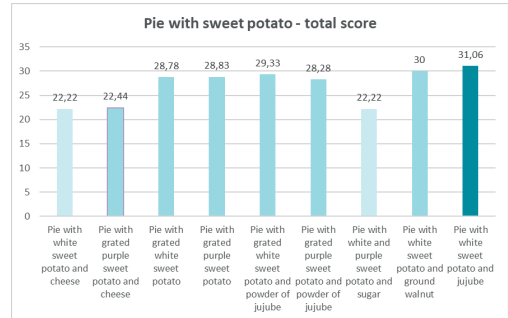 Pie with sweet potato - total score
35
30
25
20
15
10
5
0
22,22
22,44
28,78
28,83
29,33
28,28
22,22
30
31,06
Pie with
white
sweet
potato and
cheese
Pie with
grated
purple
sweet
potato and
cheese
Pie with
grated
white
sweet
potato
Pie with
grated
purple
sweet
potato
Pie with
grated
white
sweet
potato and
powder of
jujube
Pie with
grated
purple
sweet
potato and
powder of
jujube
Pie with
white and
purple
sweet
potato and
sugar
Pie with
white
sweet
potato and
ground
walnut
Pie with
white
sweet
potato and
jujube